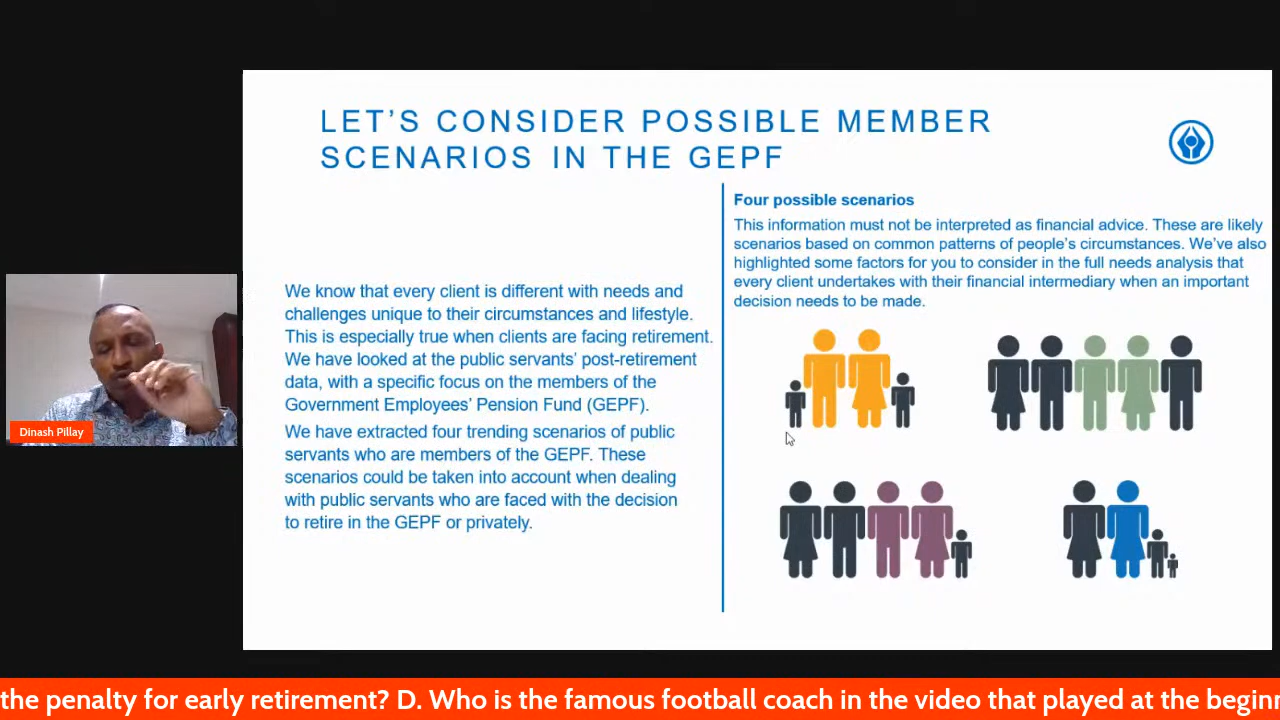 LET'S CONSIDER POSSIBLE MEMBER
SCENARIOS IN THE GEPF
We know that every client is different with needs and
challenges unique to their circumstances and lifestyle.
This is especially true when clients are facing retirement.
We have looked at the public servants' post-retirement
data, with a specific focus on the members of the
Government Employees' Pension Fund (GEPF).
We have extracted four trending scenarios of public
servants who are members of the GEPF. These
scenarios could be taken into account when dealing
with public servants who are faced with the decision
to retire in the GEPF or privately.
Four possible scenarios
This information must not be interpreted as financial advice. These are likely
scenarios based on common patterns of people's circumstances. We've also
highlighted some factors for you to consider in the full needs analysis that
every client undertakes with their financial intermediary when an important
decision needs to be made.
Dinash Pillay
the penalty for early retirement? D. Who is the famous football coach in the video that played at the beginn